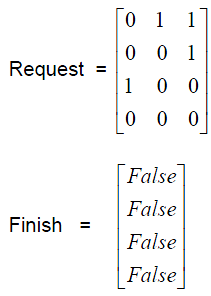 0 1 1
0 0 1
Request =
1 0 0
0 0 0
False
False
Finish =
False
False